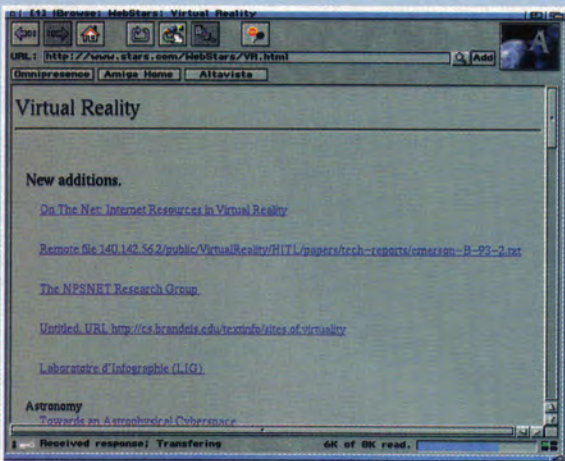 [1] IBrowse: WebStars: Virtual Reality
URL: http://www.stars.com/WebStars/VR.html
Add
Omnipresence
Amiga Home
Altavista
Virtual Reality
New additions.
On The Net: Internet Resources in Virtual Reality
Remote file 140.142.56.2/public/VirtualReality/HITL/papers/tech-reports/emerson-B-93-2.txt
The NPSNET Research Group
Untitled. URL http://cs.brandeis.edu/textinfo/sites.of.virtuality
Laboratoire d'Infographie (LIG)
Astronomy
Towards an Astrophysical Cyberspace
Received response; Transfering
6K of 8K read.